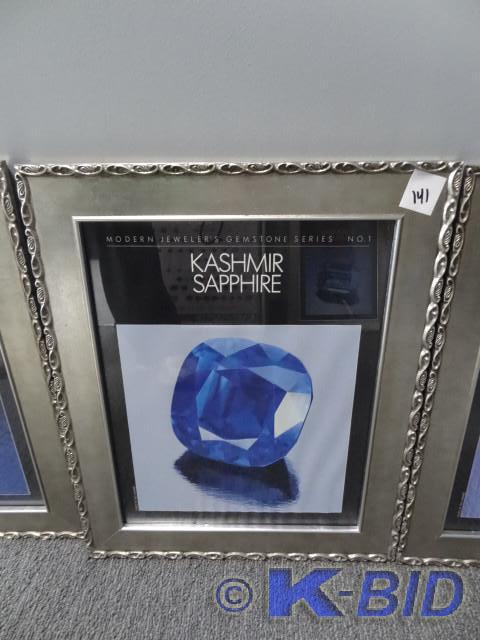 141
MODERN JEWELER'S GEMSTONE SERIES NO.1
KASHMIR
SAPPHIRE
© K-BID